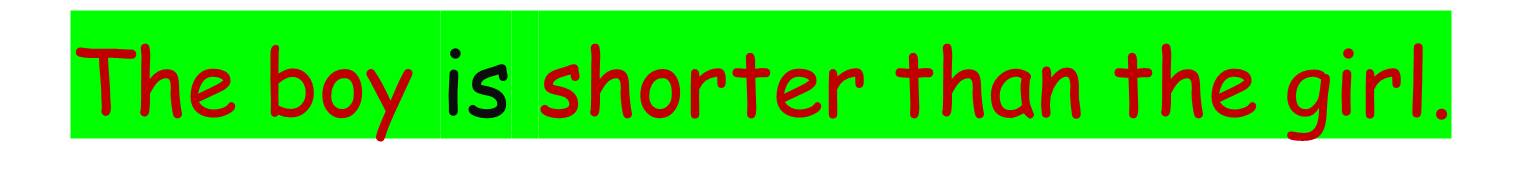 The boy is shorter than the girl.